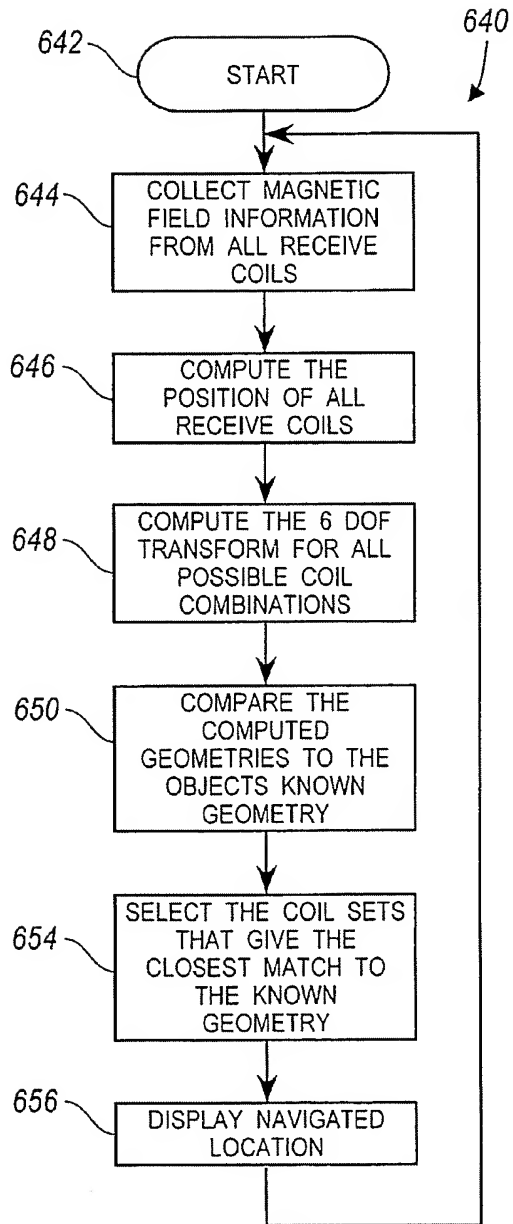 640
642
START
644
COLLECT MAGNETIC
FIELD INFORMATION
FROM ALL RECEIVE
COILS
646
COMPUTE THE
POSITION OF ALL
RECEIVE COILS
648
COMPUTE THE 6 DOF
TRANSFORM FOR ALL
POSSIBLE COIL
COMBINATIONS
650
COMPARE THE
COMPUTED
GEOMETRIES TO THE
OBJECTS KNOWN
GEOMETRY
654
SELECT THE COIL SETS
THAT GIVE THE
CLOSEST MATCH TO
THE KNOWN
GEOMETRY
656
DISPLAY NAVIGATED
LOCATION